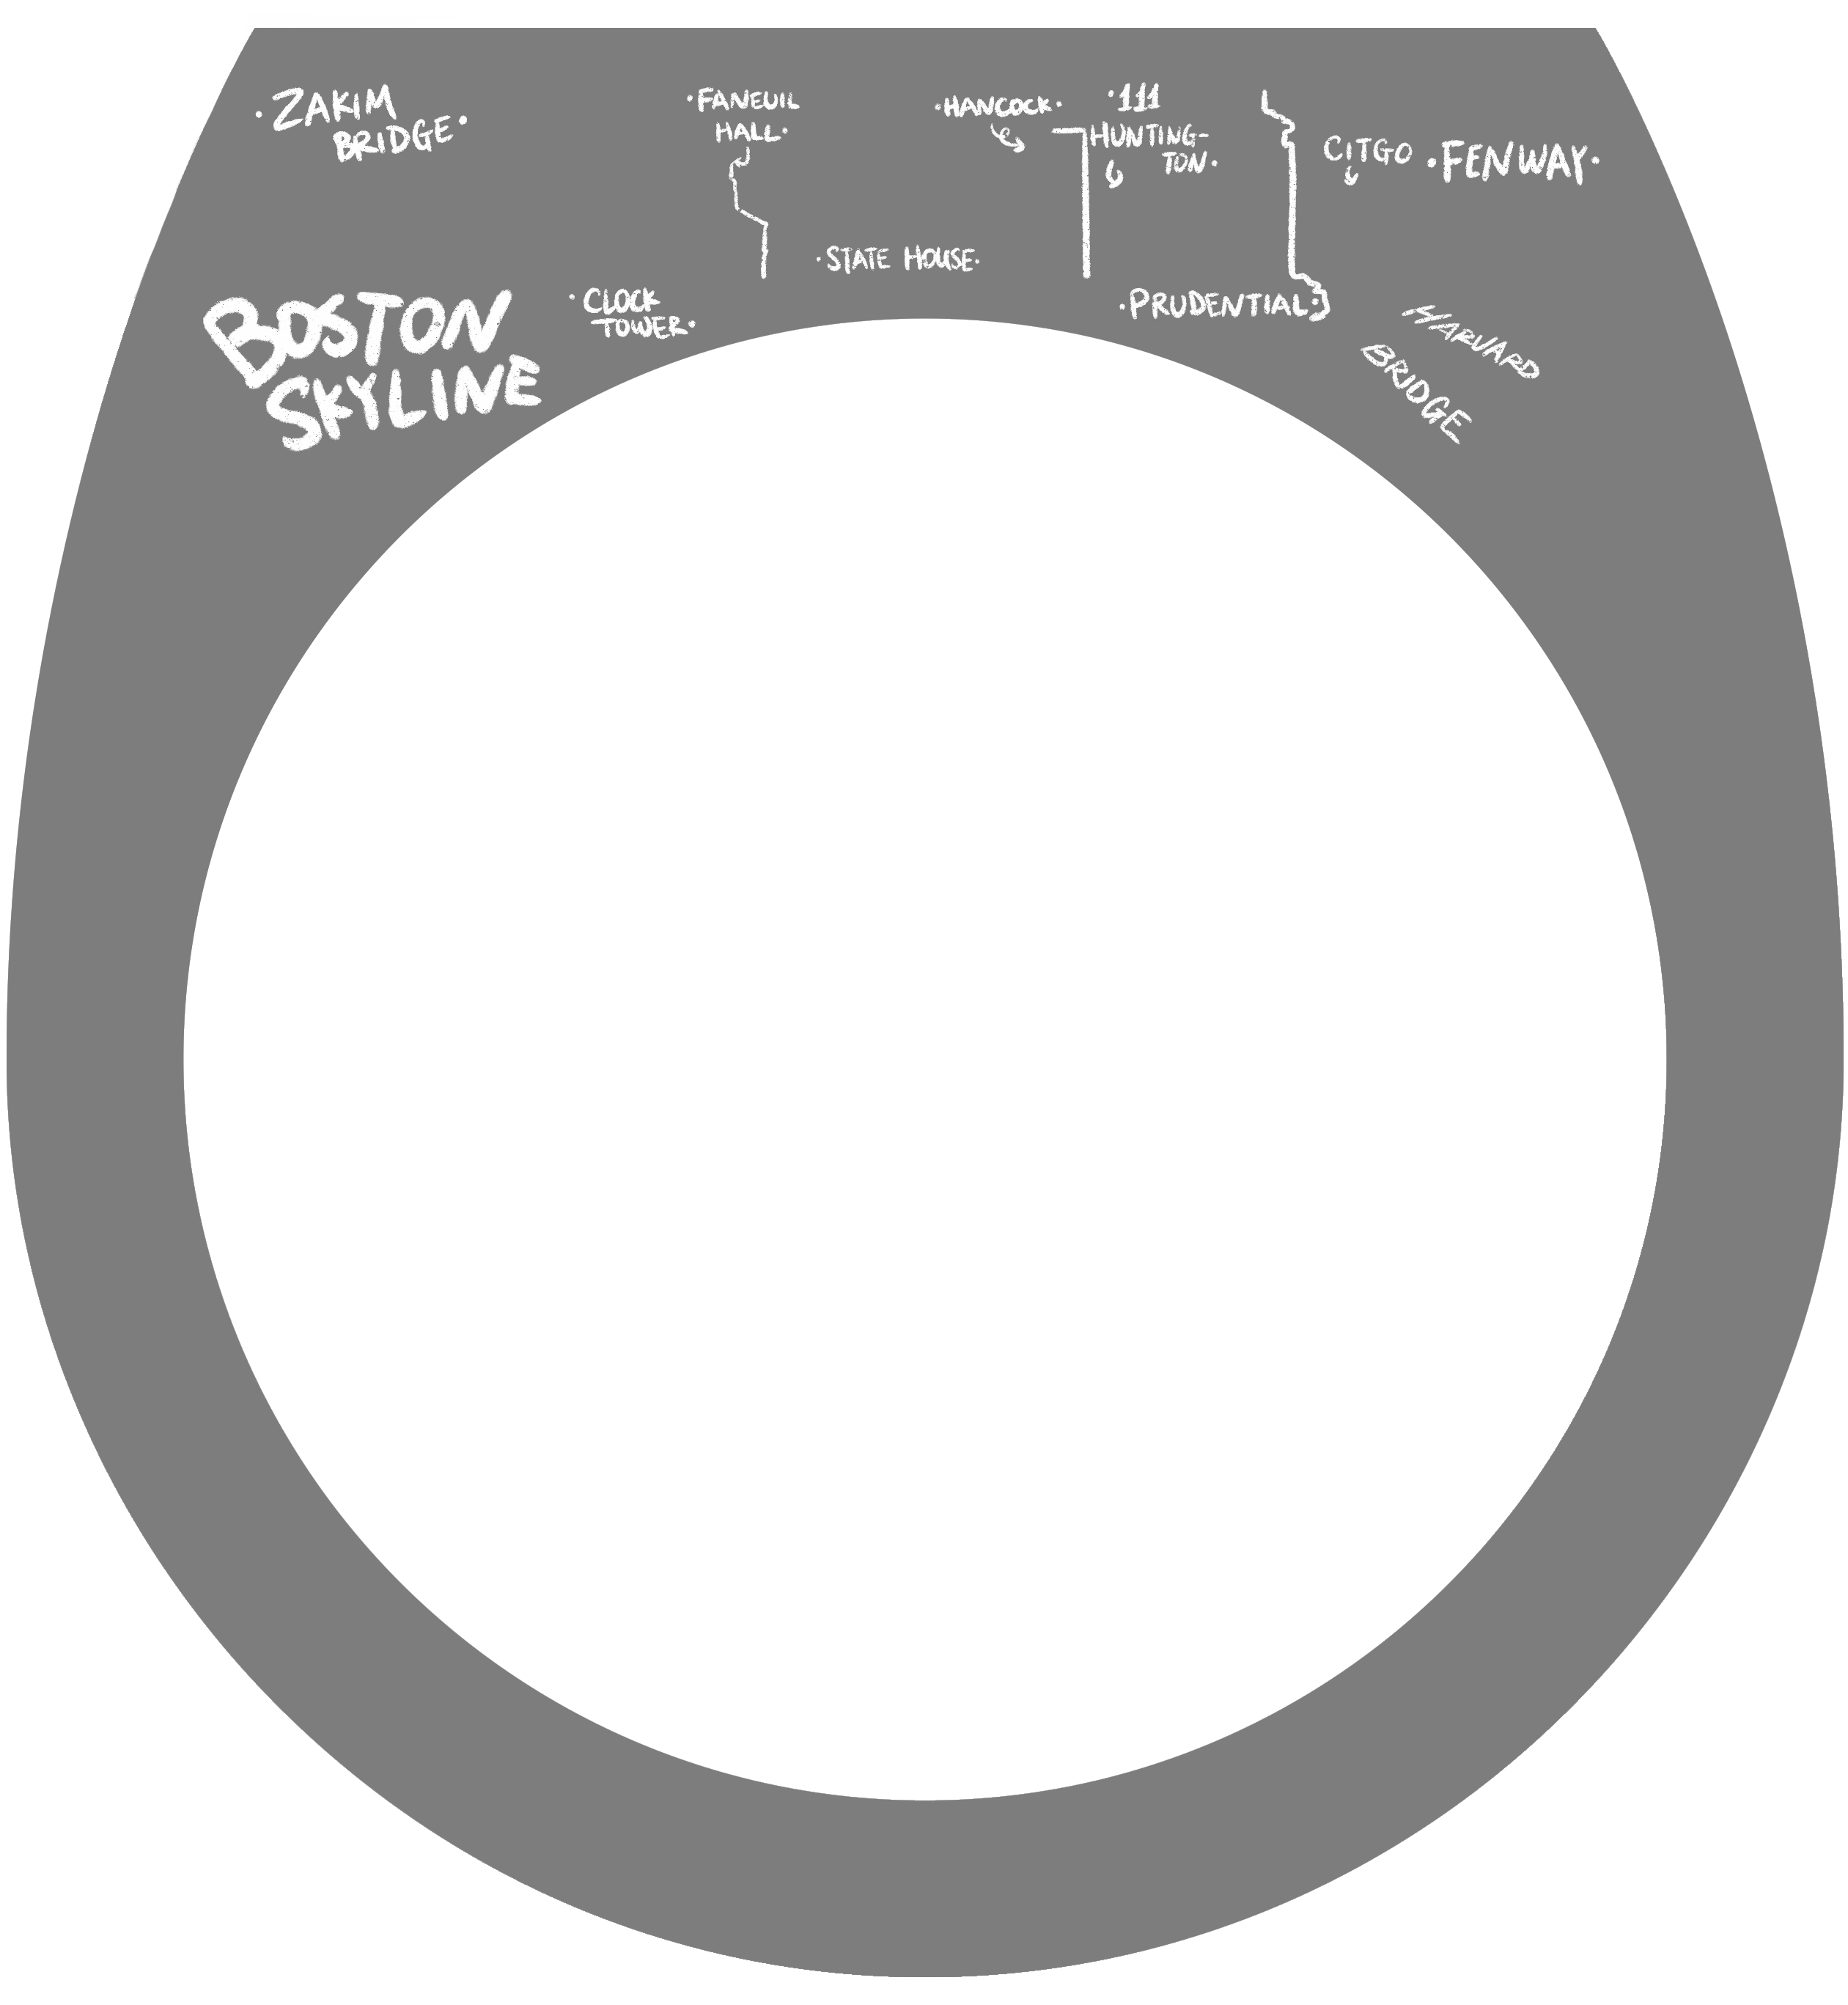 ·ZAKIM
BRIDGE·
·FANEUIL
HALL·
·HANCOCK·
·111
HUNTING-
TON·
CITGO
·FENWAY·
·STATE HOUSE·
BOSTON
SKYLINE
·CLOCK
TOWER·
·PRUDENTIAL·
HARVARD
BRIDGE